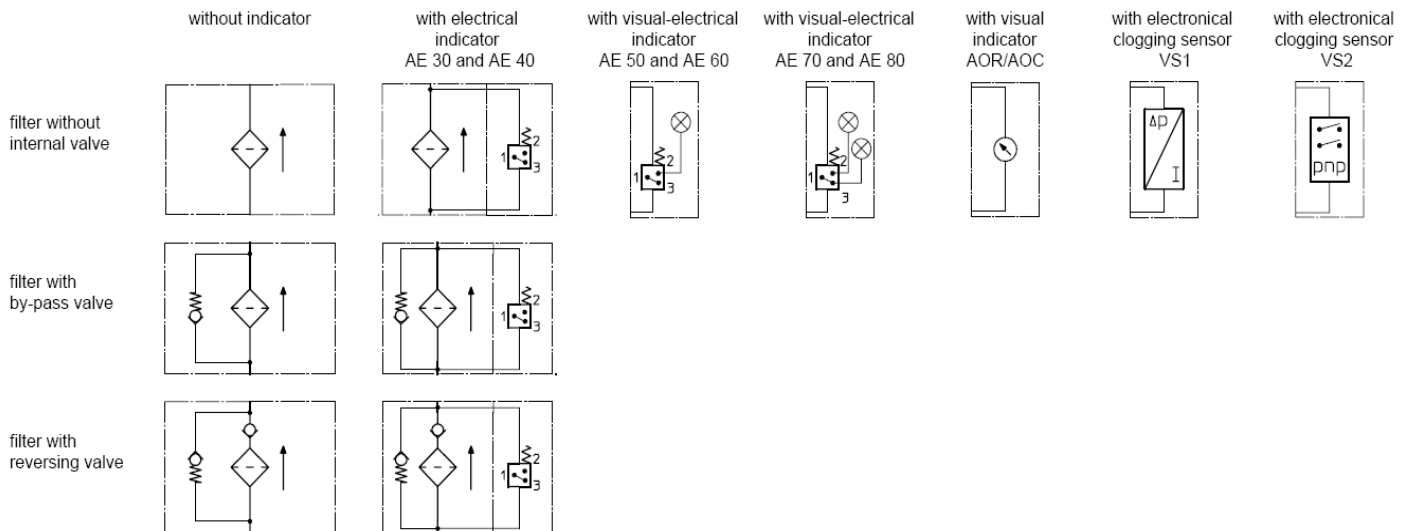 without indicator
with electrical
indicator
AE 30 and AE 40
with visual-electrical
indicator
AE 50 and AE 60
with visual-electrical
indicator
AE 70 and AE 80
with visual
indicator
AOR/AOC
with electronical
clogging sensor
VS1
with electronical
clogging sensor
VS2
filter without
internal valve
1 2 3
1 2 3
1 2 3
Δp
I
pnp
filter with
by-pass valve
1 2 3
filter with
reversing valve
1 2 3